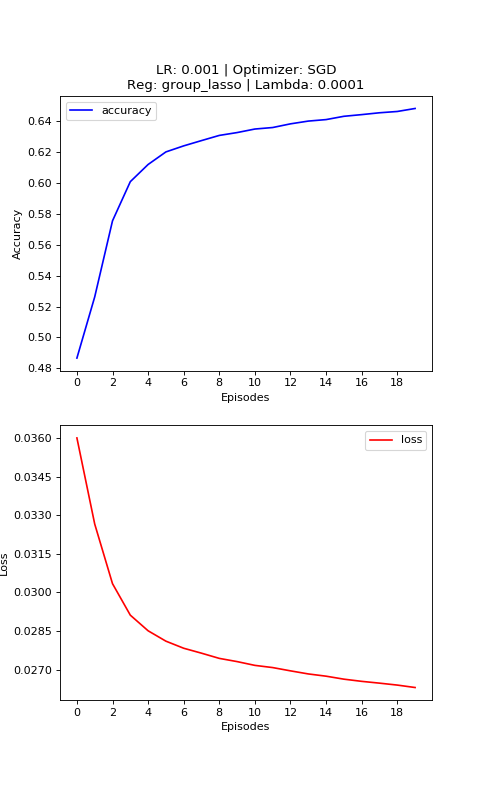 LR: 0.001 | Optimizer: SGD
Reg: group_lasso | Lambda: 0.0001
accuracy
0.64
0.62
0.60
0.58
0.56
0.54
0.52
0.50
0.48
Accuracy
0 2 4 6 8 10 12 14 16 18
Episodes
loss
0.0360
0.0345
0.0330
0.0315
0.0300
0.0285
0.0270
Loss
0 2 4 6 8 10 12 14 16 18
Episodes